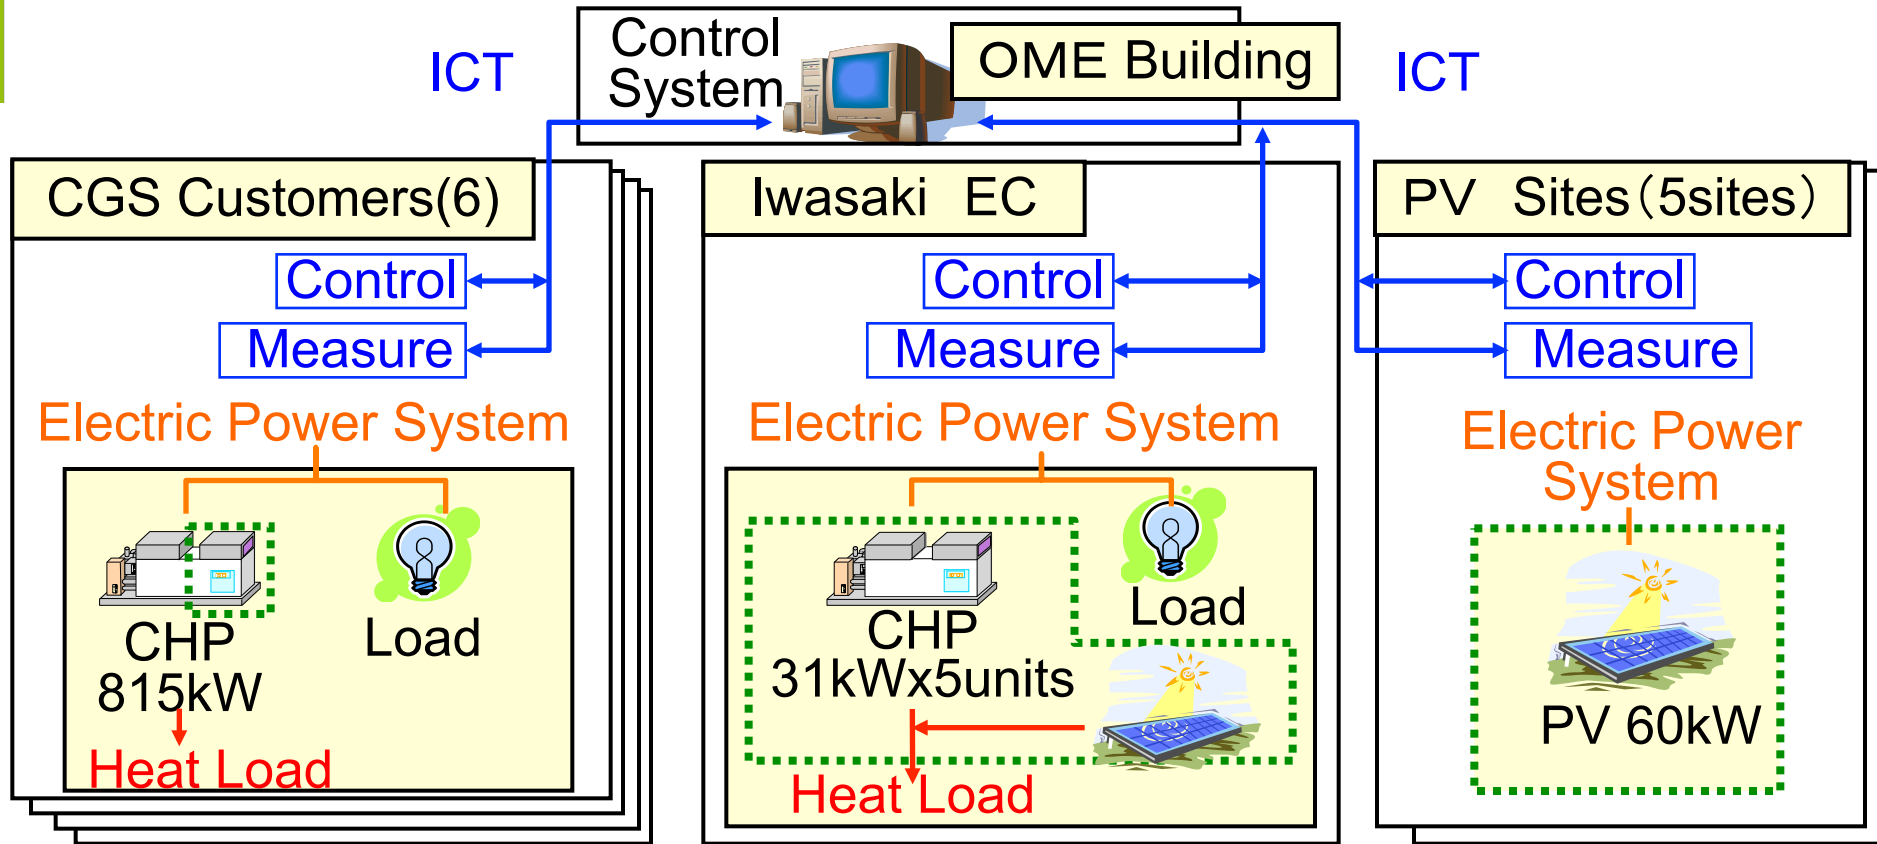 ICT
Control
System
OME Building
ICT
CGS Customers(6)
Control
Measure
Electric Power System
CHP
815kW
Load
Heat Load
Iwasaki EC
Control
Measure
Electric Power System
CHP
31kWx5units
Load
Heat Load
PV Sites(5sites)
Control
Measure
Electric Power
System
PV 60kW